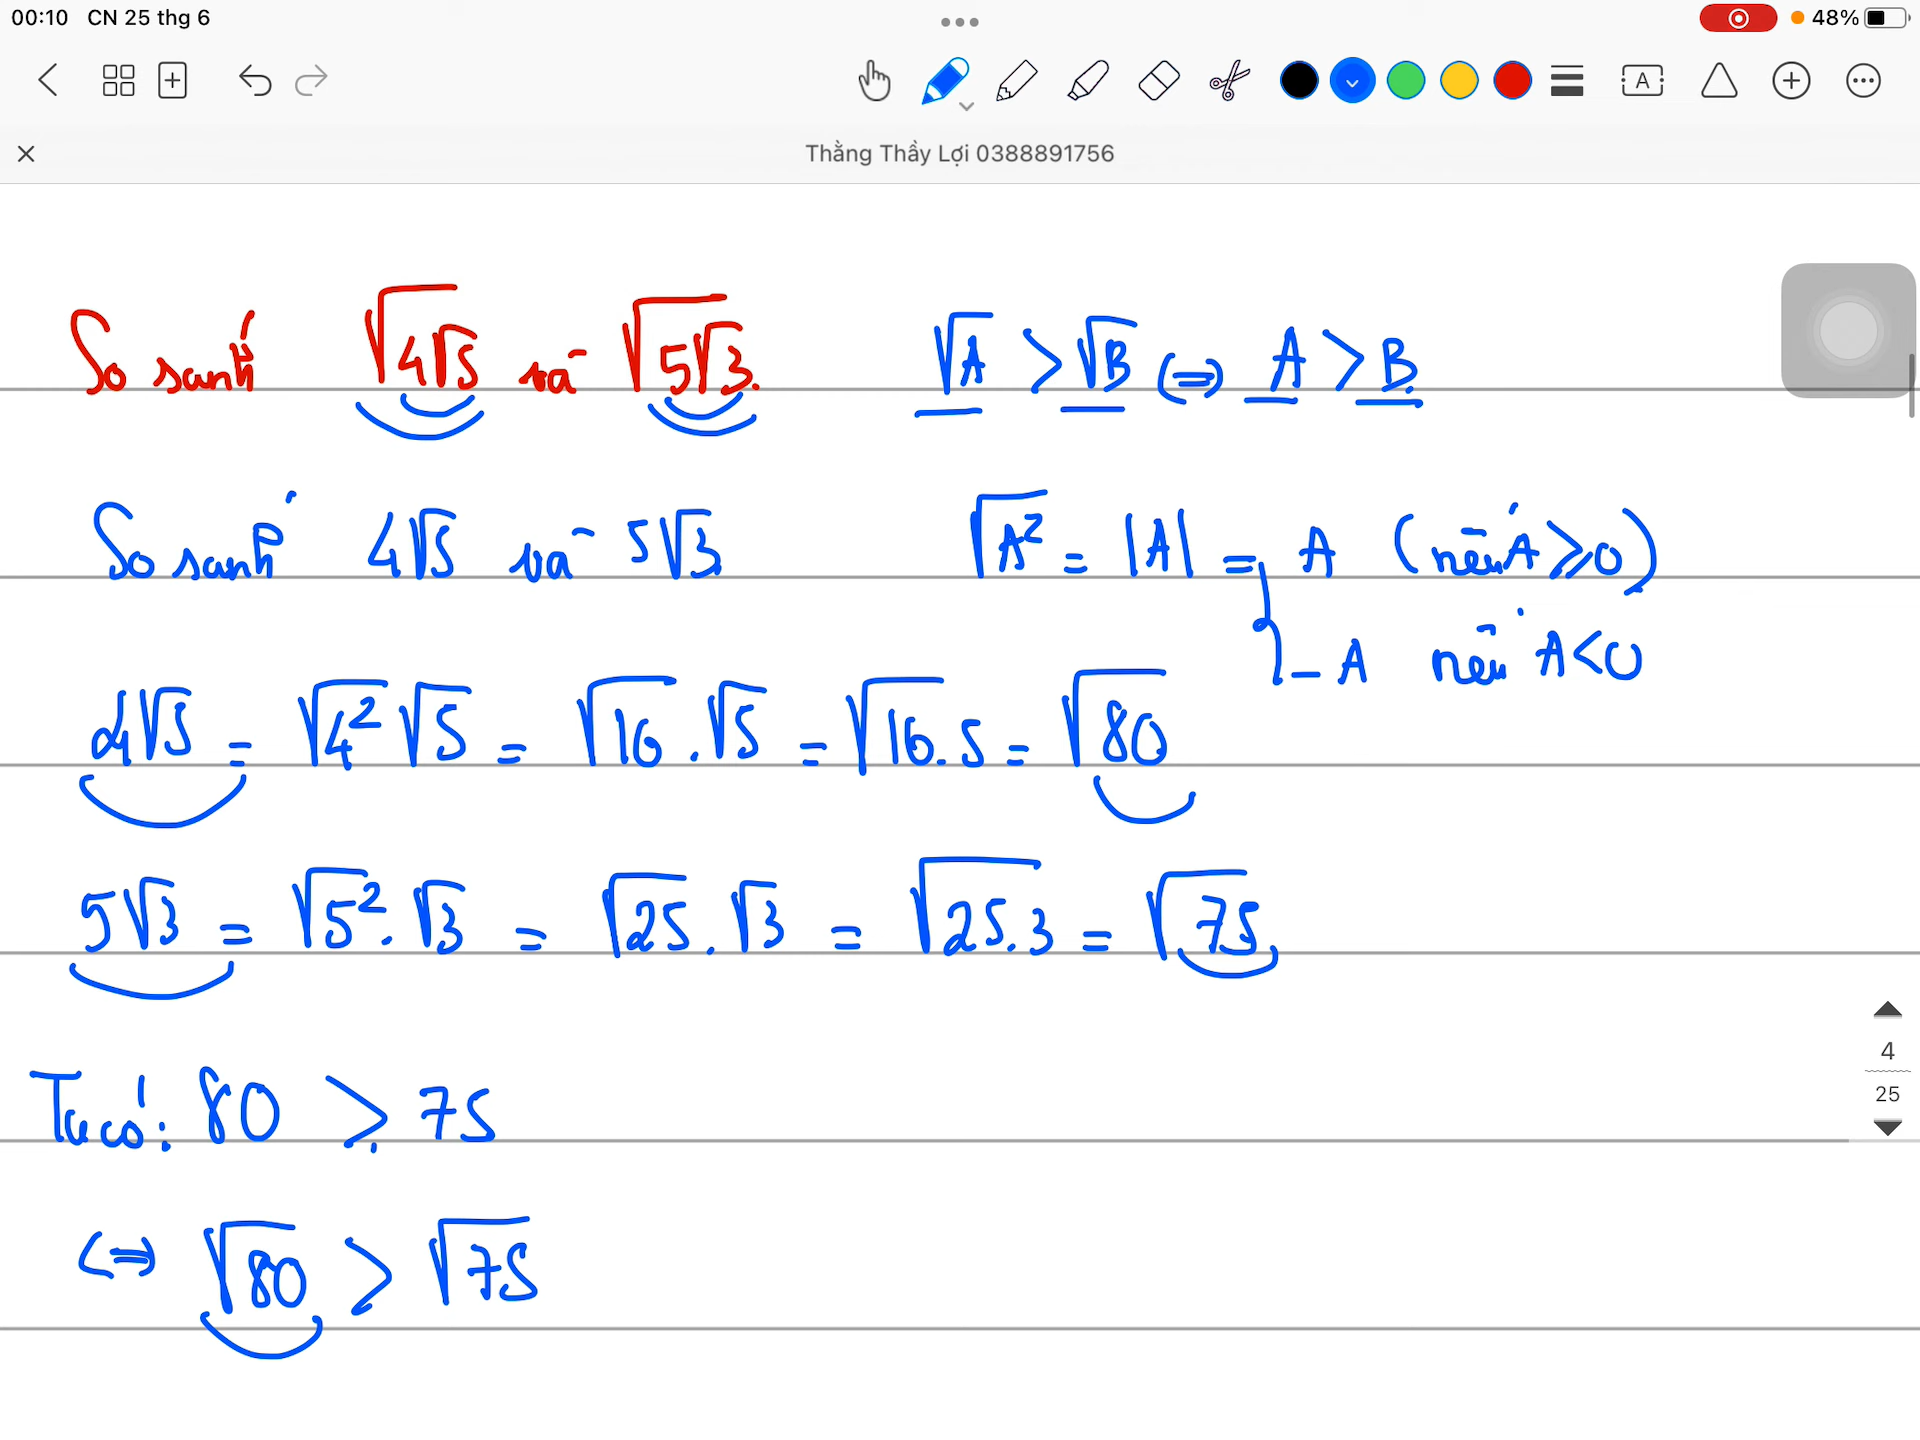 00:10 CN 25 thg 6
48%
Thằng Thầy Lợi 0388891756
So sánh √(4√5) và √(5√3). √A > √B (⇔) A > B.
So sánh 4√5 và 5√3 √A² = |A| = A (nếu A ≥ 0)
-A nếu A < 0
4√5 = √4² √5 = √16 . √5 = √16.5 = √80
5√3 = √5² . √3 = √25 . √3 = √25.3 = √75.
Ta có: 80 > 75
4
25
(⇔) √80 > √75